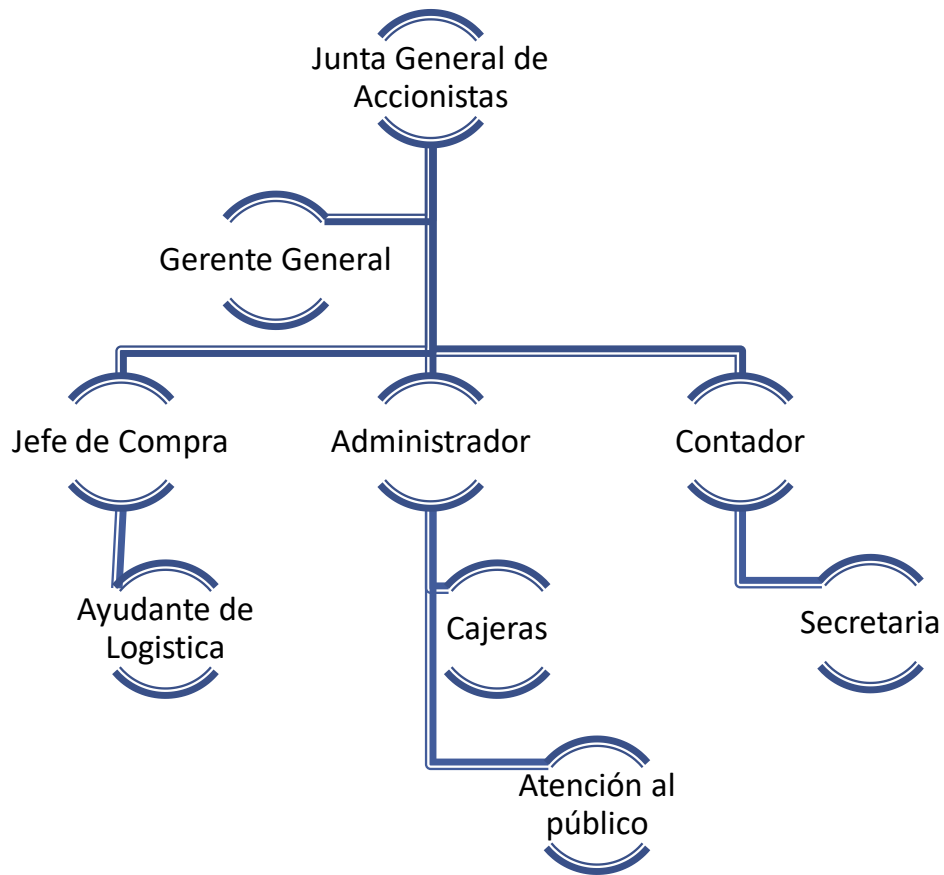 Junta General de
Accionistas
Gerente General
Jefe de Compra
Administrador
Contador
Ayudante de
Logistica
Cajeras
Secretaria
Atención al
público